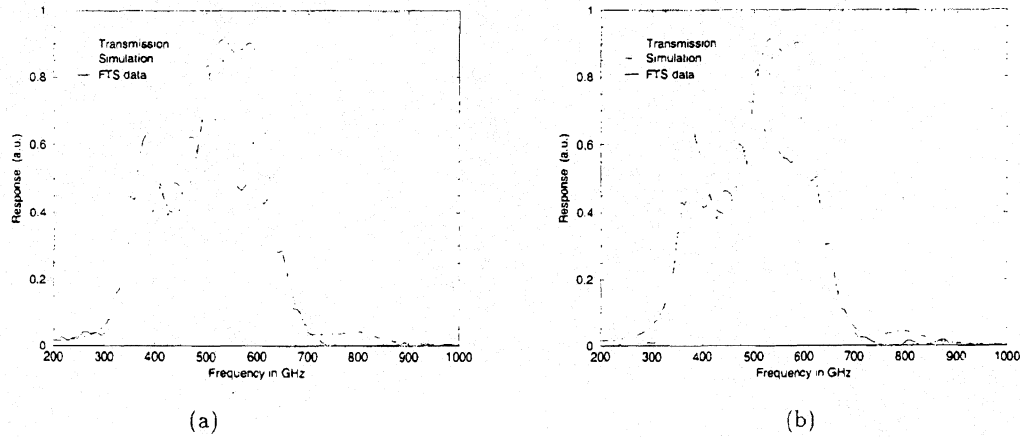 1
0.8
0.6
0.4
0.2
0
Response (a.u.)
Transmission
Simulation
FTS data
200 300 400 500 600 700 800 900 1000
Frequency in GHz
(a)
1
0.8
0.6
0.4
0.2
0
Response (a.u.)
Transmission
Simulation
FTS data
200 300 400 500 600 700 800 900 1000
Frequency in GHz
(b)